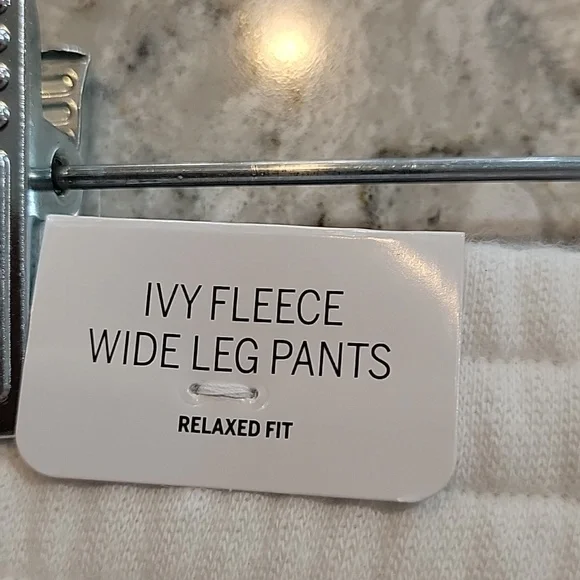 IVY FLEECE
WIDE LEG PANTS
RELAXED FIT